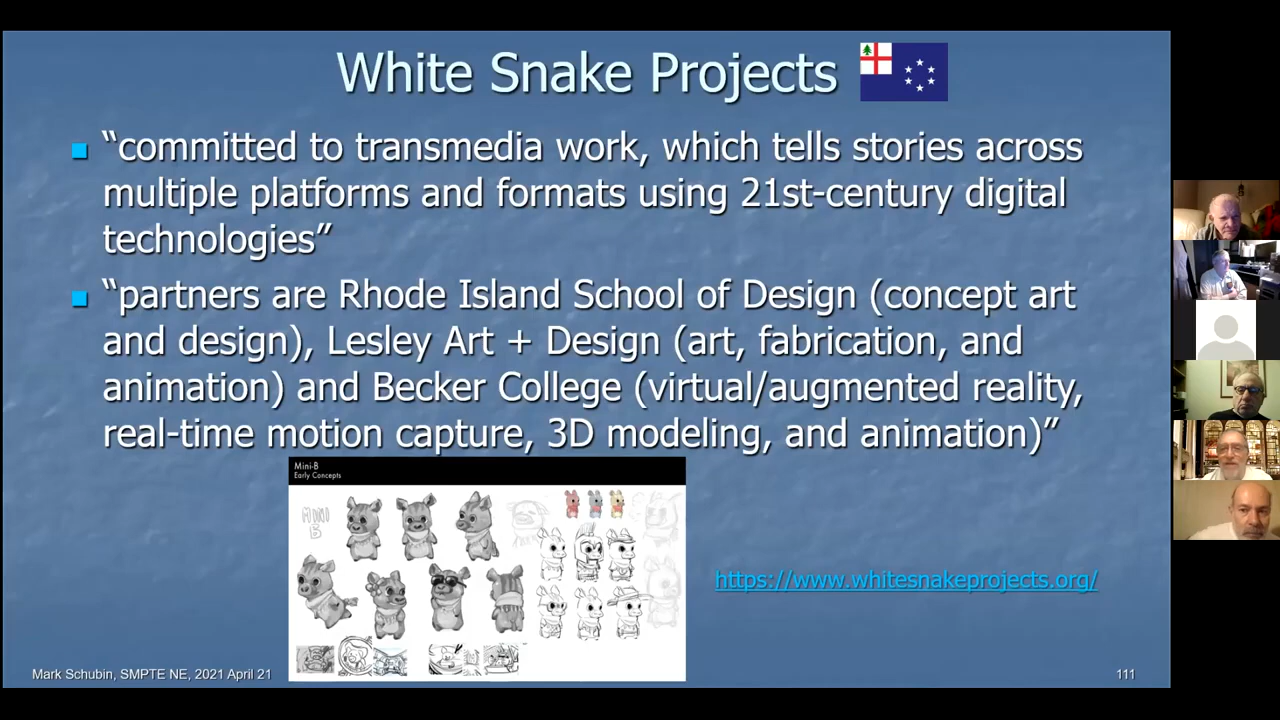 White Snake Projects
“committed to transmedia work, which tells stories across
multiple platforms and formats using 21st-century digital
technologies”
“partners are Rhode Island School of Design (concept art
and design), Lesley Art + Design (art, fabrication, and
animation) and Becker College (virtual/augmented reality,
real-time motion capture, 3D modeling, and animation)”
Mini-B
Early Concepts
MINI
B
https://www.whitesnakeprojects.org/
Mark Schubin, SMPTE NE, 2021 April 21
111